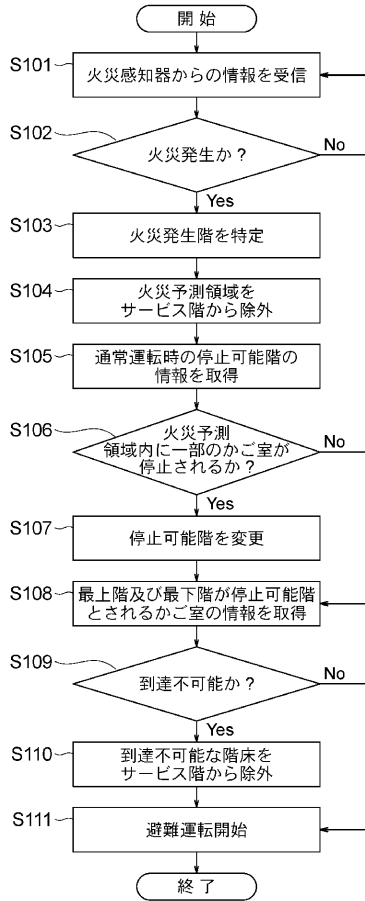 開始
S101
火災感知器からの情報を受信
S102
火災発生か？
No
Yes
S103
火災発生階を特定
S104
火災予測領域を
サービス階から除外
S105
通常運転時の停止可能階の
情報を取得
S106
火災予測
領域内に一部のかご室が
停止されるか？
No
Yes
S107
停止可能階を変更
S108
最上階及び最下階が停止可能階
とされるかご室の情報を取得
S109
到達不可能か？
No
Yes
S110
到達不可能な階床を
サービス階から除外
S111
避難運転開始
終了